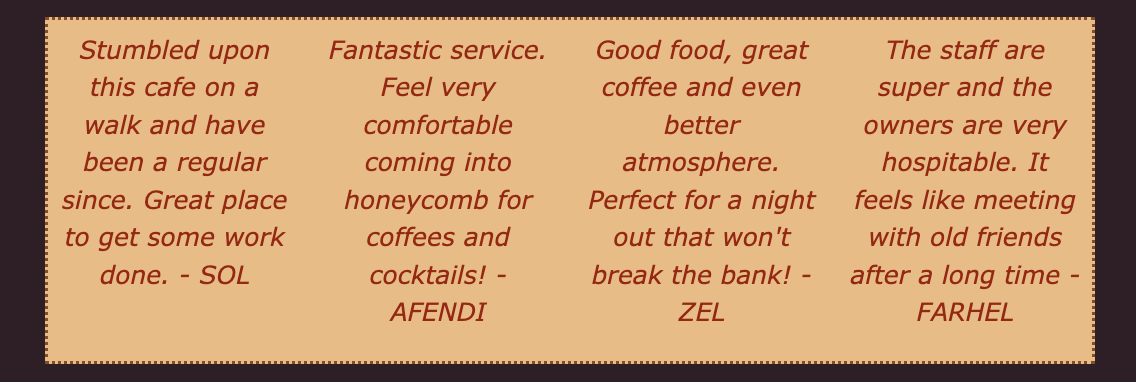 Stumbled upon
this cafe on a
walk and have
been a regular
since. Great place
to get some work
done. - SOL
Fantastic service.
Feel very
comfortable
coming into
honeycomb for
coffees and
cocktails! -
AFENDI
Good food, great
coffee and even
better
atmosphere.
Perfect for a night
out that won't
break the bank! -
ZEL
The staff are
super and the
owners are very
hospitable. It
feels like meeting
with old friends
after a long time -
FARHEL